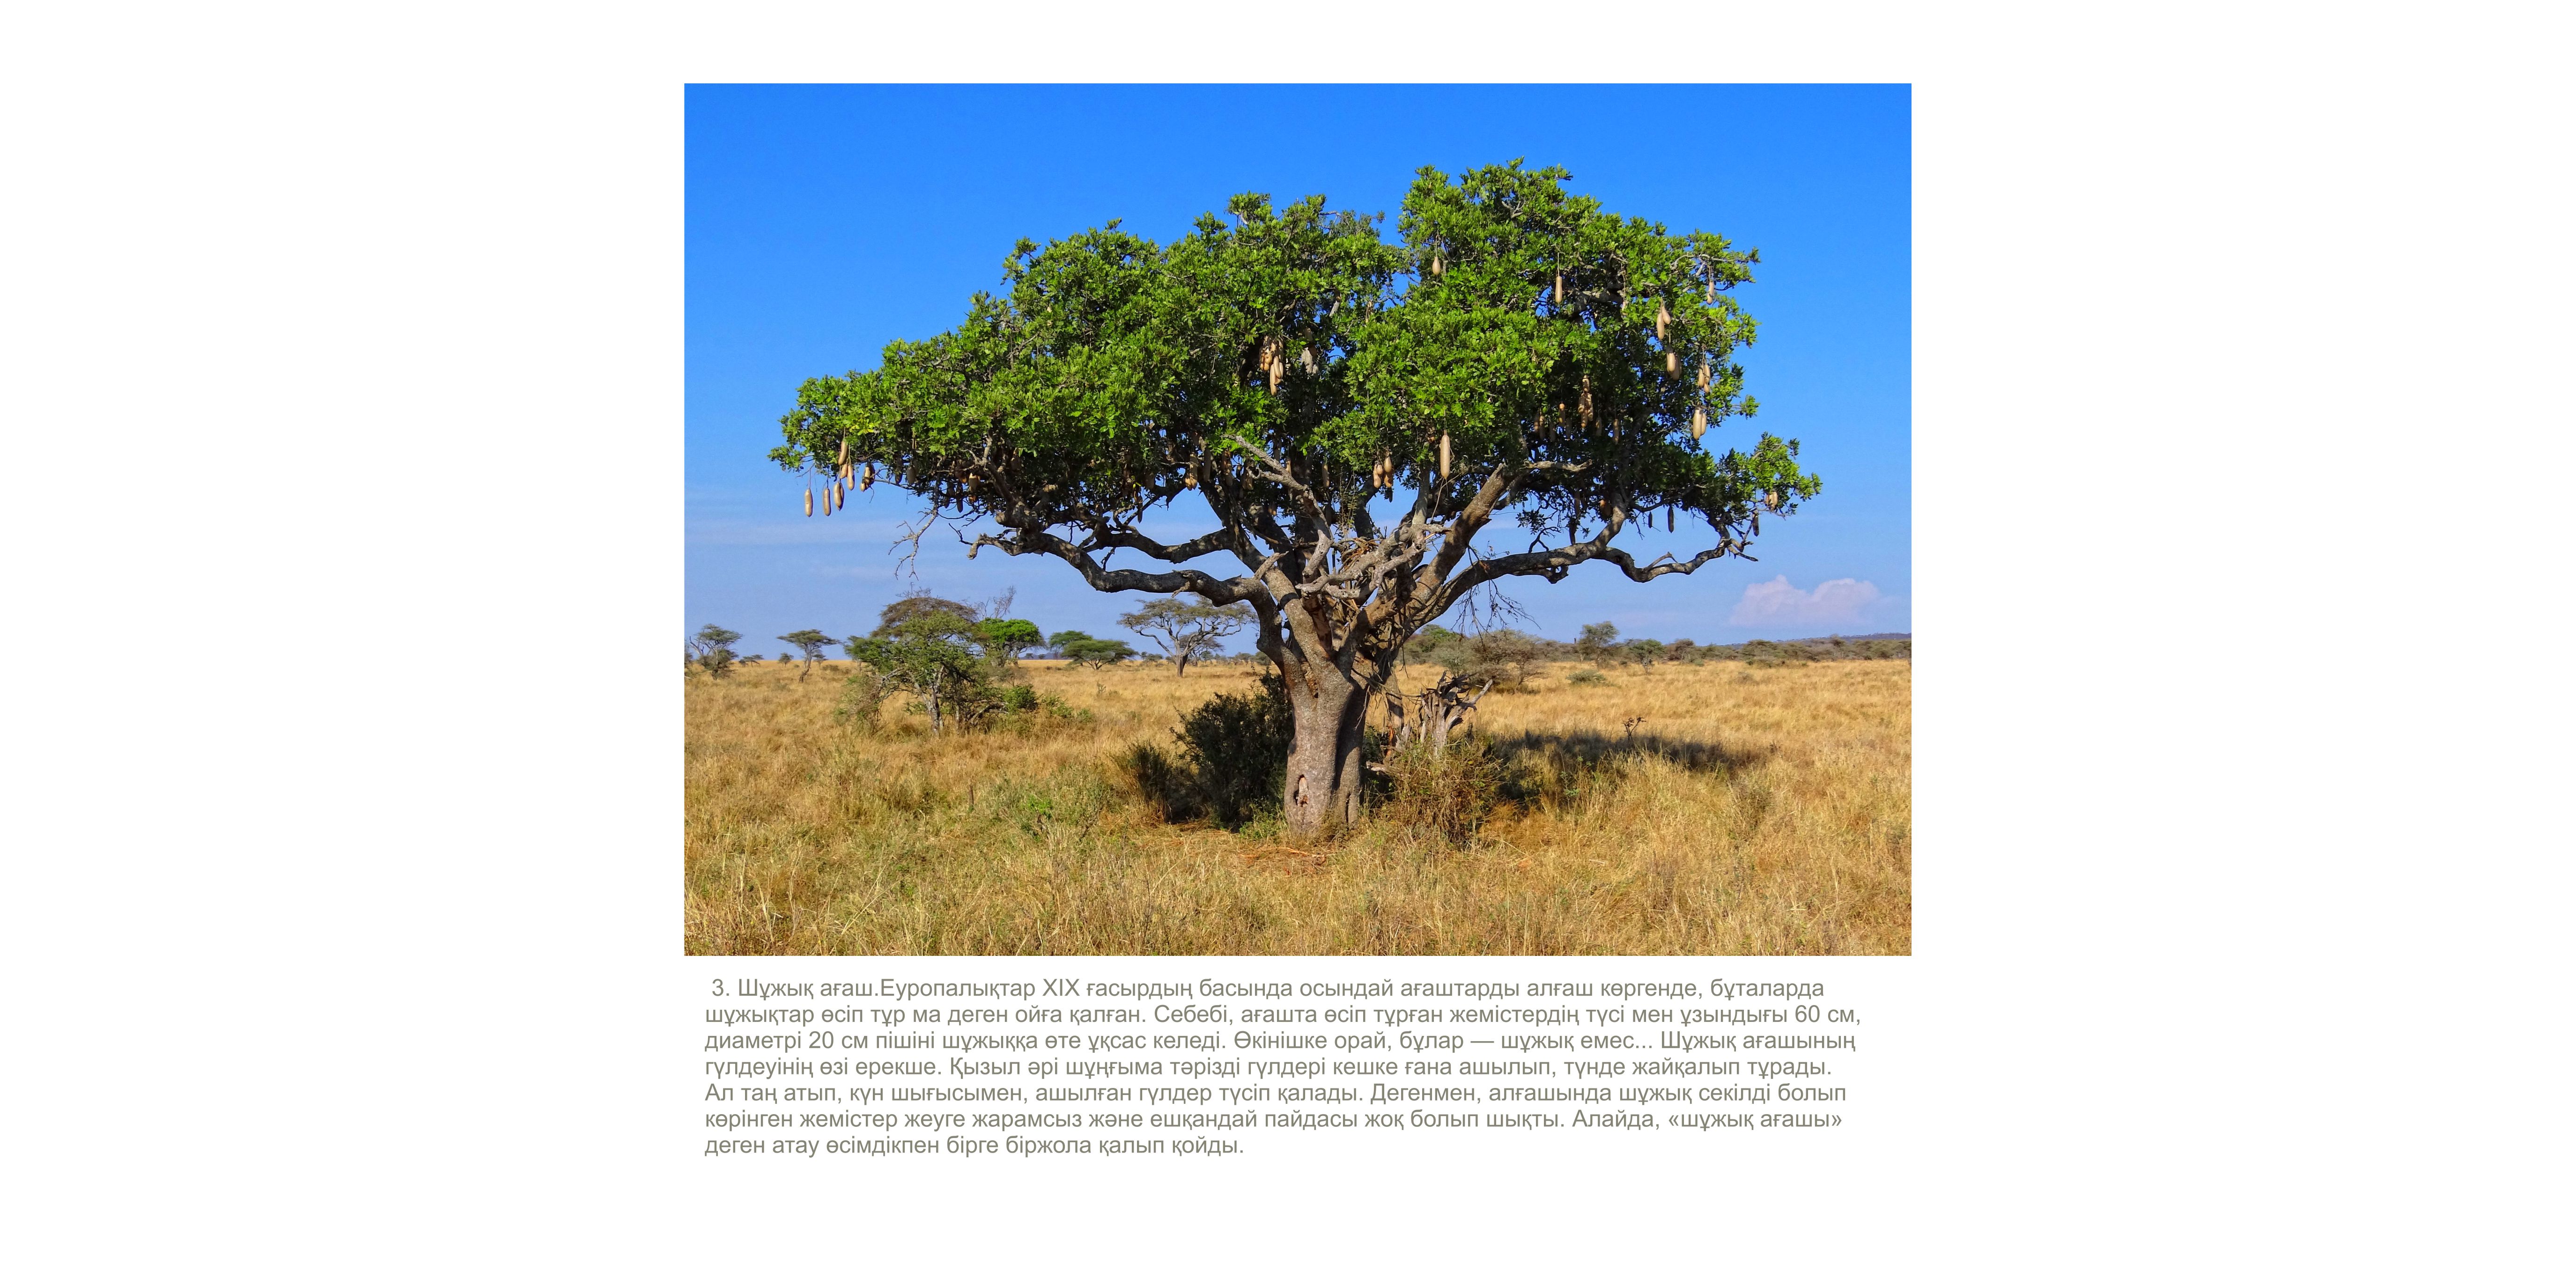 3. Шұжық ағаш.Еуропалықтар XIX ғасырдың басында осындай ағаштарды алғаш көргенде, бұталарда
шұжықтар өсіп тұр ма деген ойға қалған. Себебі, ағашта өсіп тұрған жемістердің түсі мен ұзындығы 60 см,
диаметрі 20 см пішіні шұжыққа өте ұқсас келеді. Өкінішке орай, бұлар — шұжық емес... Шұжық ағашының
гүлдеуінің өзі ерекше. Қызыл әрі шұңғыма тәрізді гүлдері кешке ғана ашылып, түнде жайқалып тұрады.
Ал таң атып, күн шығысымен, ашылған гүлдер түсіп қалады. Дегенмен, алғашында шұжық секілді болып
көрінген жемістер жеуге жарамсыз және ешқандай пайдасы жоқ болып шықты. Алайда, «шұжық ағашы»
деген атау өсімдікпен бірге біржола қалып қойды.